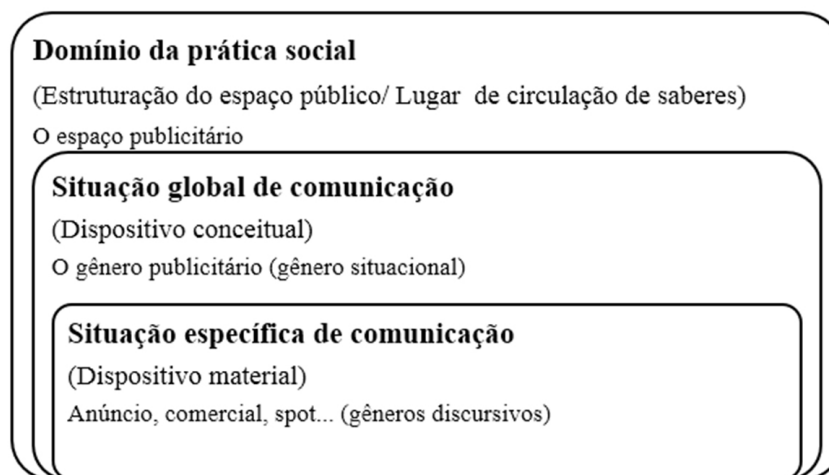 Domínio da prática social
(Estruturação do espaço público/ Lugar de circulação de saberes)
O espaço publicitário
Situação global de comunicação
(Dispositivo conceitual)
O gênero publicitário (gênero situacional)
Situação específica de comunicação
(Dispositivo material)
Anúncio, comercial, spot... (gêneros discursivos)